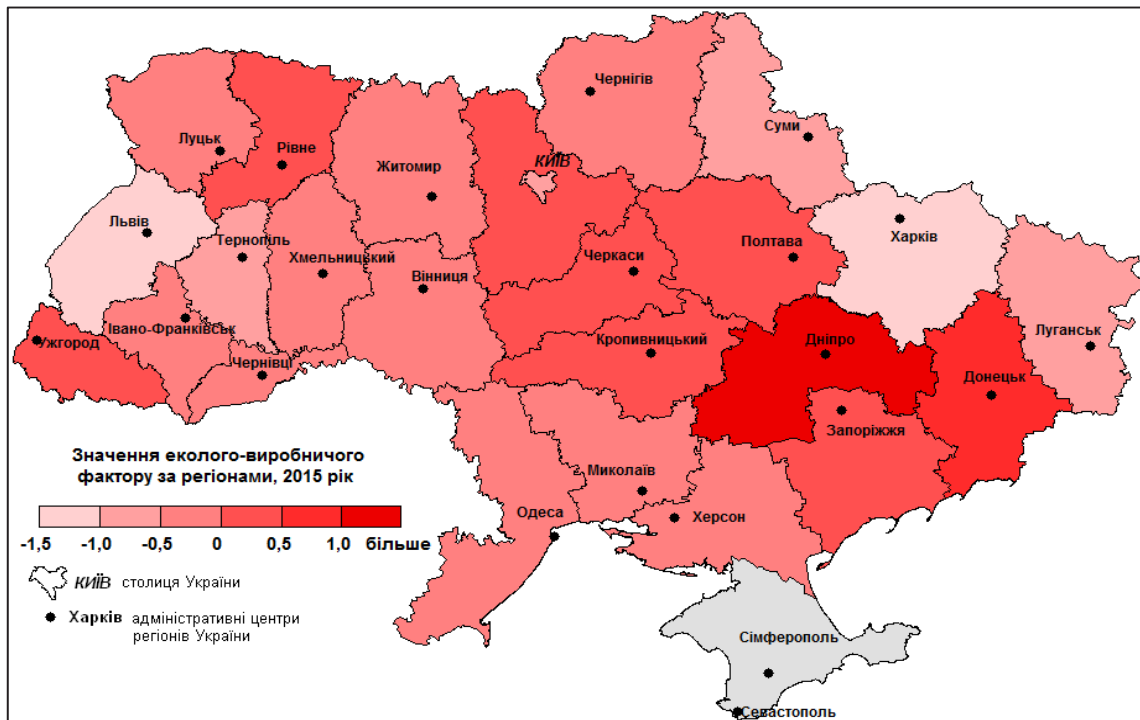 Чернігів
Суми
Луцьк
Рівне
КИЇВ
Житомир
Львів
Харків
Тернопіль
Полтава
Черкаси
Хмельницький
Вінниця
Івано-Франківськ
Луганськ
Ужгород
Кропивницький
Дніпро
Чернівці
Донецьк
Запоріжжя
Значення еколого-виробничого
фактору за регіонами, 2015 рік
Миколаїв
Одеса
Херсон
-1,5 -1,0 -0,5 0 0,5 1,0 більше
КИЇВ столиця України
Харків адміністративні центри
регіонів України
Сімферополь
Севастополь